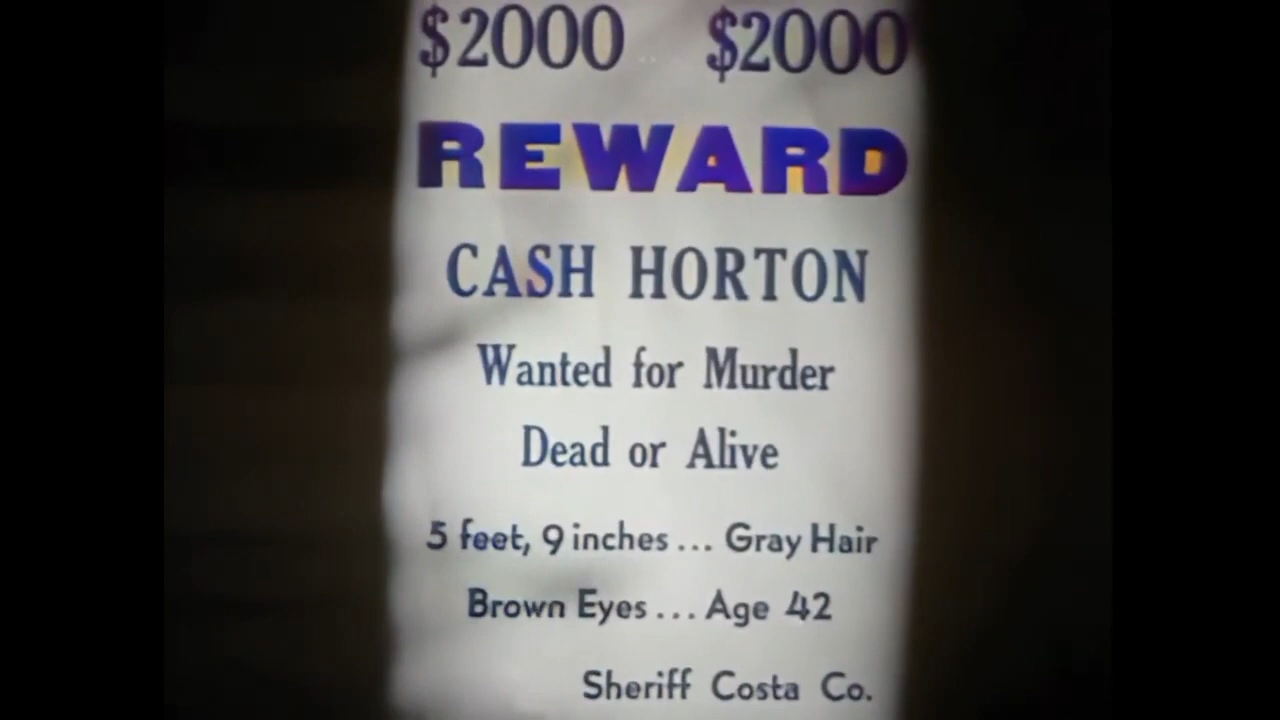 $2000 $2000
REWARD
CASH HORTON
Wanted for Murder
Dead or Alive
5 feet, 9 inches... Gray Hair
Brown Eyes... Age 42
Sheriff Costa Co.